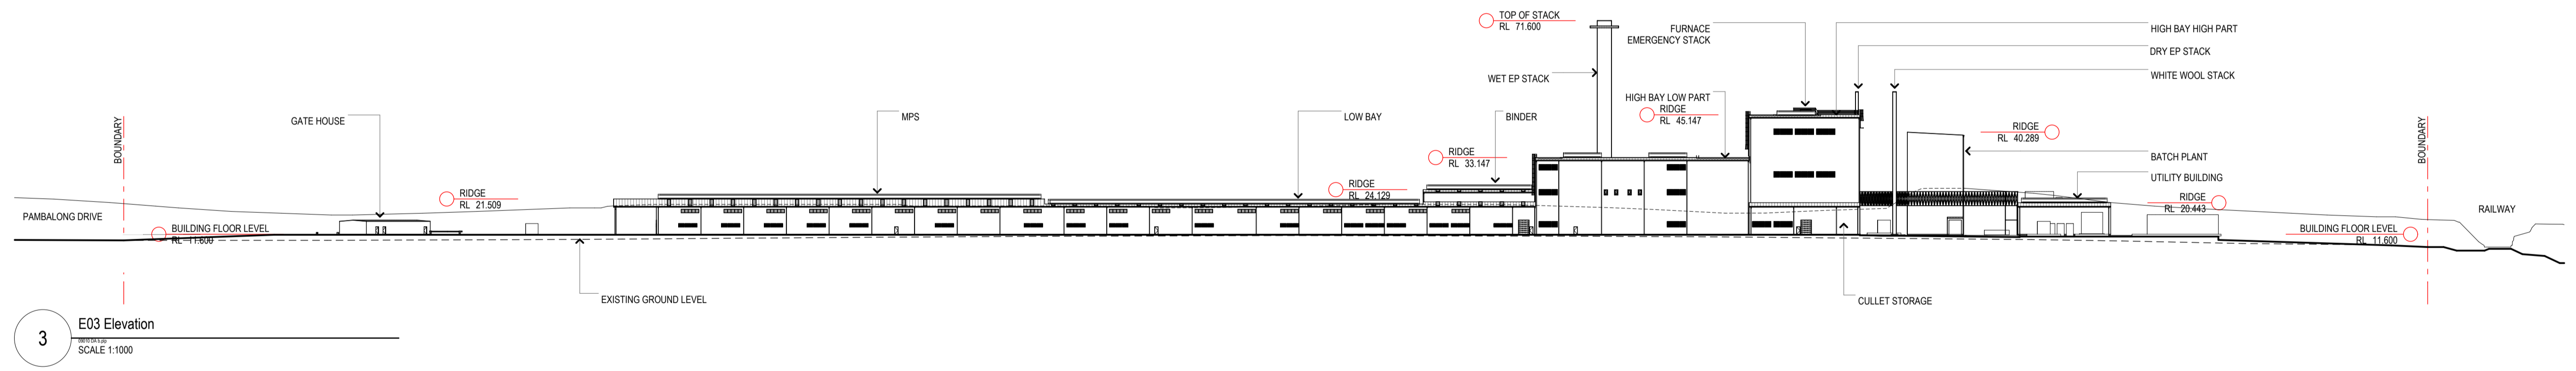 TOP OF STACK
RL 71.600
FURNACE
EMERGENCY STACK
HIGH BAY HIGH PART
DRY EP STACK
WET EP STACK
WHITE WOOL STACK
HIGH BAY LOW PART
RIDGE
RL 45.147
BOUNDARY
GATE HOUSE
MPS
LOW BAY
BINDER
RIDGE
RL 40.289
BOUNDARY
RIDGE
RL 33.147
BATCH PLANT
UTILITY BUILDING
RIDGE
RL 21.509
RIDGE
RL 24.129
RIDGE
RL 20.443
PAMBALONG DRIVE
RAILWAY
BUILDING FLOOR LEVEL
RL 11.600
BUILDING FLOOR LEVEL
RL 11.600
EXISTING GROUND LEVEL
CULLET STORAGE
3
E03 Elevation
SCALE 1:1000